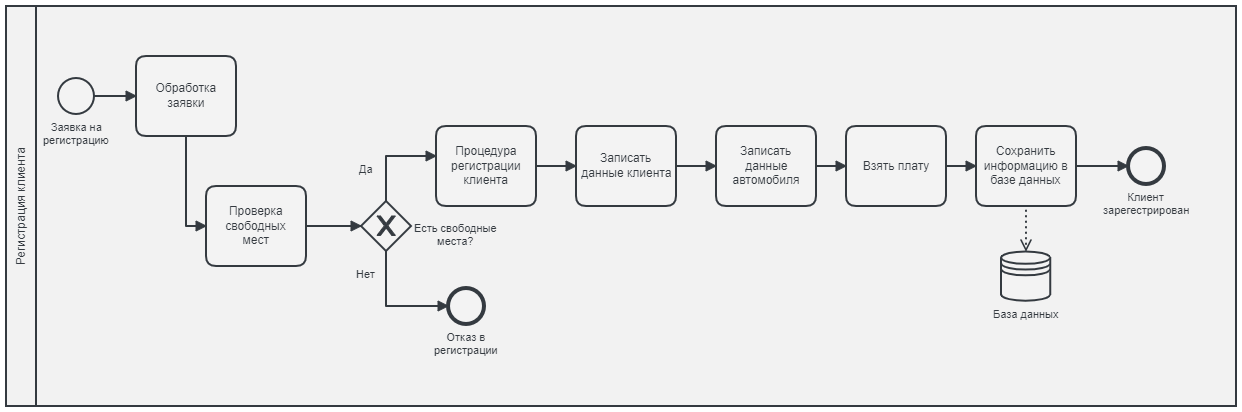 Регистрация клиента
Заявка на
регистрацию
Обработка
заявки
Проверка
свободных
мест
Есть свободные
места?
Да
Нет
Отказ в
регистрации
Процедура
регистрации
клиента
Записать
данные клиента
Записать
данные
автомобиля
Взять плату
Сохранить
информацию в
базе данных
База данных
Клиент
зарегестрирован